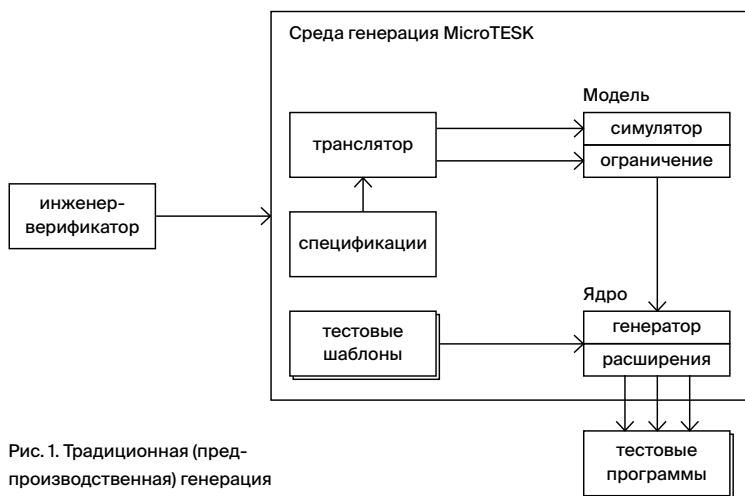 Среда генерация MicroTESK
Модель
симулятор
ограничение
транслятор
инженер-
верификатор
спецификации
Ядро
генератор
расширения
тестовые
шаблоны
Рис. 1. Традиционная (пред-
производственная) генерация
тестовые
программы